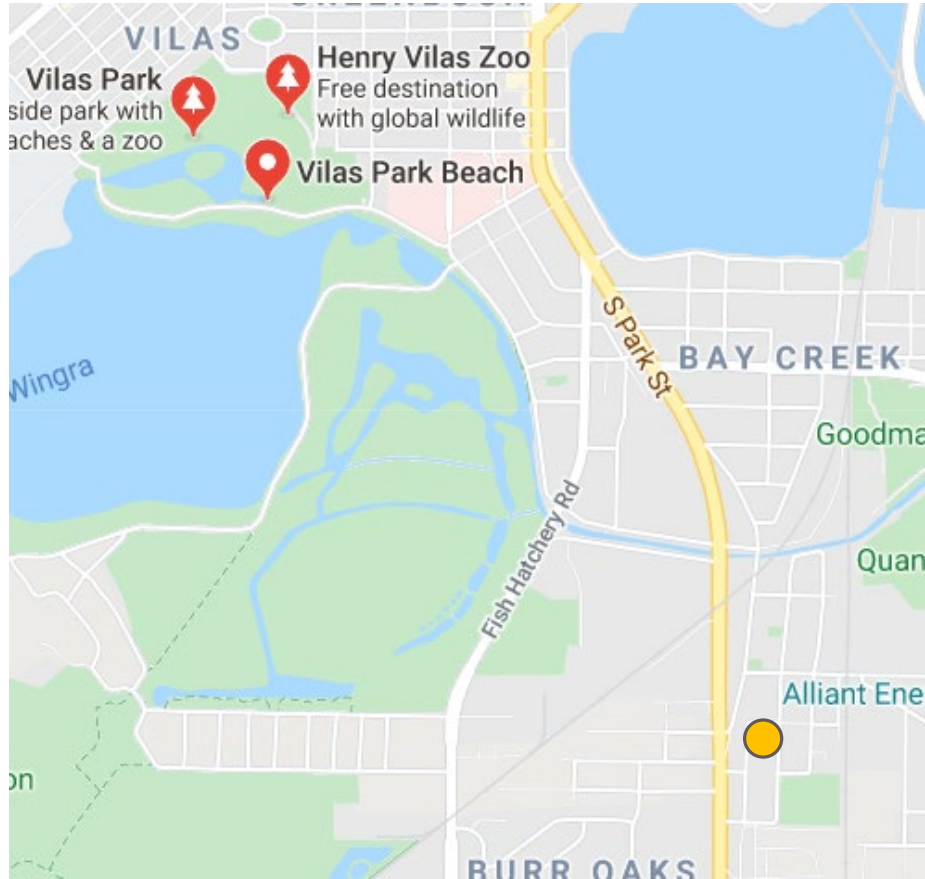 VILAS
Vilas Park
side park with
aches & a zoo
Henry Vilas Zoo
Free destination
with global wildlife
Vilas Park Beach
Wingra
S Park St
BAY CREEK
Goodma
Fish Hatchery Rd
Quan
Alliant Ene
on
BURR OAKS